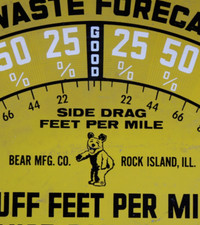 WASTE FORECA
50 25 GOOD 25 50
% % % %
66 44 22 22 44 66
SIDE DRAG
FEET PER MILE
BEAR MFG. CO. ROCK ISLAND, ILL.
UFF FEET PER MI